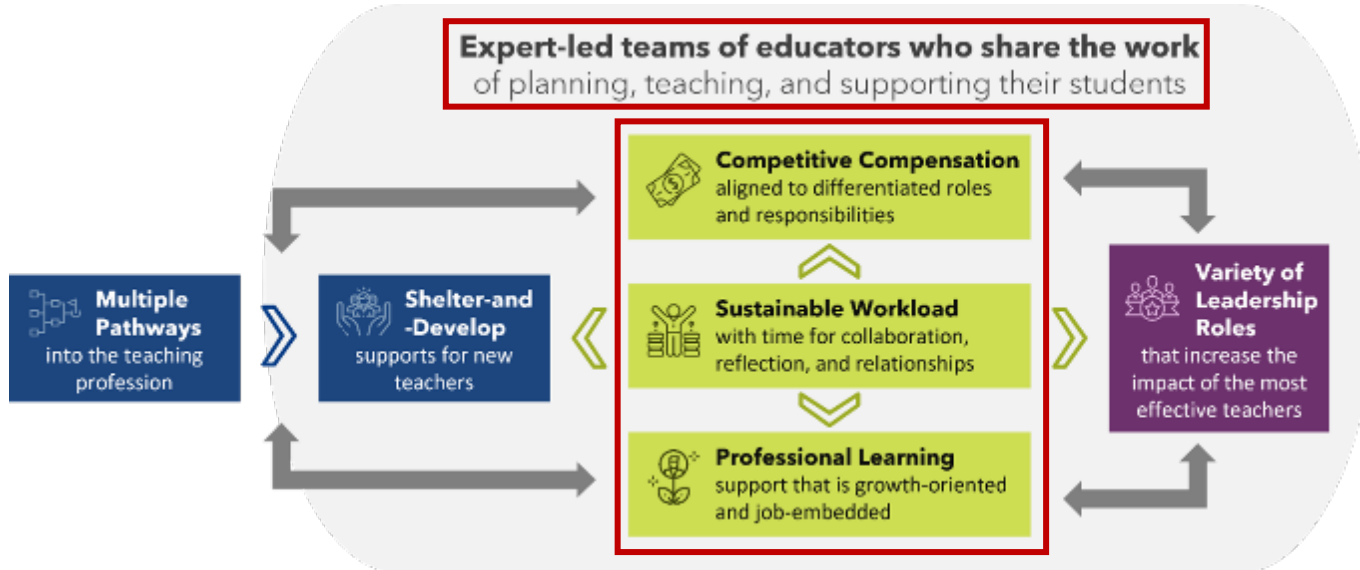 Expert-led teams of educators who share the work
of planning, teaching, and supporting their students
Multiple
Pathways
into the teaching
profession
Shelter-and
-Develop
supports for new
teachers
Competitive Compensation
aligned to differentiated roles
and responsibilities
Sustainable Workload
with time for collaboration,
reflection, and relationships
Professional Learning
support that is growth-oriented
and job-embedded
Variety of
Leadership
Roles
that increase the
impact of the most
effective teachers